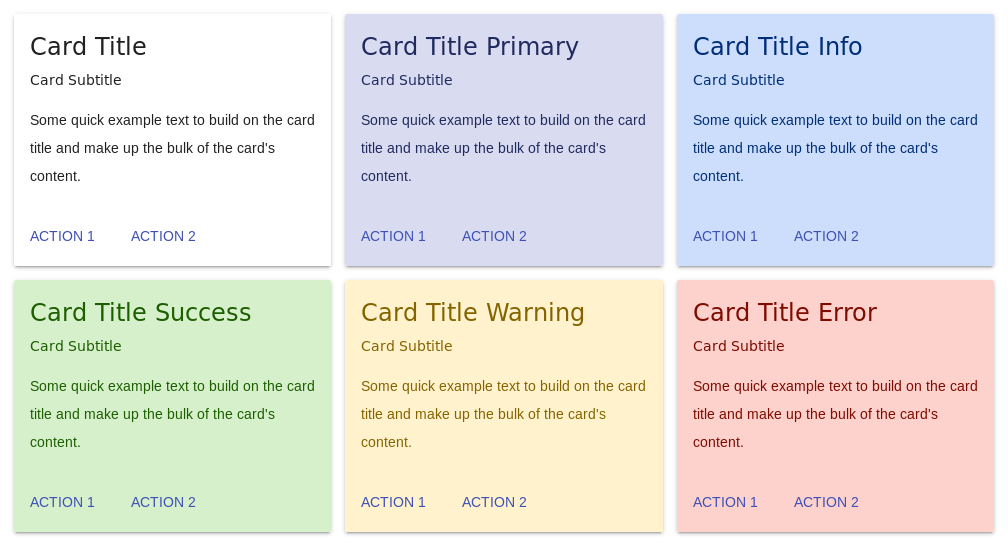 Card Title
Card Subtitle
Some quick example text to build on the card
title and make up the bulk of the card's
content.
ACTION 1 ACTION 2
Card Title Primary
Card Subtitle
Some quick example text to build on the card
title and make up the bulk of the card's
content.
ACTION 1 ACTION 2
Card Title Info
Card Subtitle
Some quick example text to build on the card
title and make up the bulk of the card's
content.
ACTION 1 ACTION 2
Card Title Success
Card Subtitle
Some quick example text to build on the card
title and make up the bulk of the card's
content.
ACTION 1 ACTION 2
Card Title Warning
Card Subtitle
Some quick example text to build on the card
title and make up the bulk of the card's
content.
ACTION 1 ACTION 2
Card Title Error
Card Subtitle
Some quick example text to build on the card
title and make up the bulk of the card's
content.
ACTION 1 ACTION 2